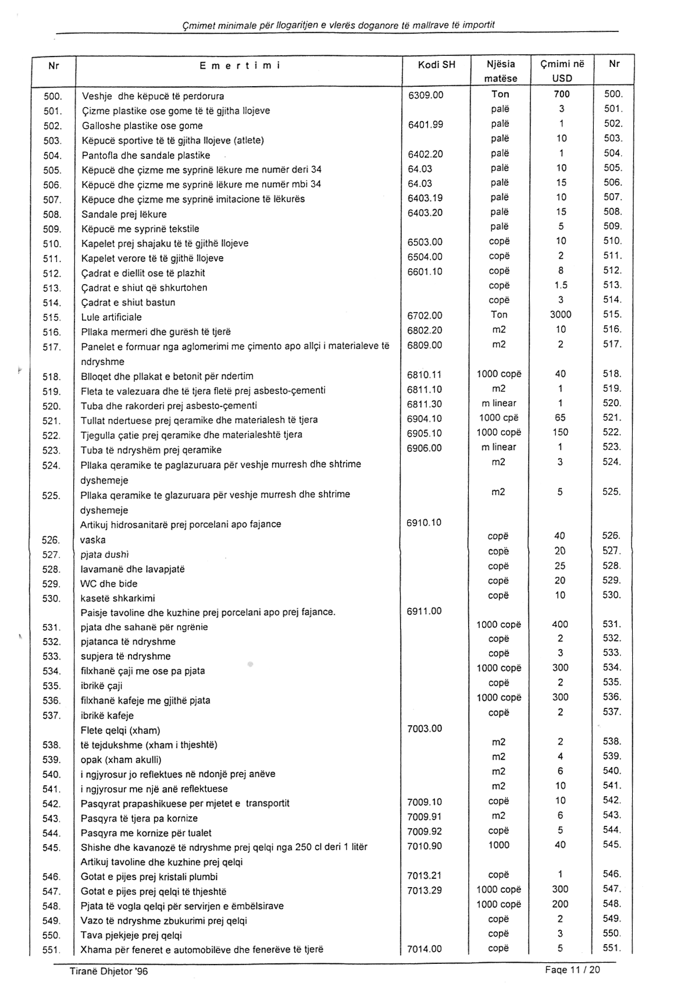 Çmimet minimale për llogaritjen e vlerës doganore të mallrave të importit
Nr E m e r t i m i Kodi SH Njësia matëse Çmimi në USD Nr
500. Veshje dhe këpucë të perdorura 6309.00 Ton 700 500.
501. Çizme plastike ose gome të të gjitha llojeve palë 3 501.
502. Galloshe plastike ose gome 6401.99 palë 1 502.
503. Këpucë sportive të të gjitha llojeve (atlete) palë 10 503.
504. Pantofla dhe sandale plastike 6402.20 palë 1 504.
505. Këpucë dhe çizme me syprinë lëkure me numër deri 34 64.03 palë 10 505.
506. Këpucë dhe çizme me syprinë lëkure me numër mbi 34 64.03 palë 15 506.
507. Këpuce dhe çizme me syprinë imitacione të lëkurës 6403.19 palë 10 507.
508. Sandale prej lëkure 6403.20 palë 15 508.
509. Këpucë me syprinë tekstile palë 5 509.
510. Kapelet prej shajaku të të gjithë llojeve 6503.00 copë 10 510.
511. Kapelet verore të të gjithë llojeve 6504.00 copë 2 511.
512. Çadrat e diellit ose të plazhit 6601.10 copë 8 512.
513. Çadrat e shiut që shkurtohen copë 1.5 513.
514. Çadrat e shiut bastun copë 3 514.
515. Lule artificiale 6702.00 Ton 3000 515.
516. Pllaka mermeri dhe gurësh të tjerë 6802.20 m2 10 516.
517. Panelet e formuar nga aglomerimi me çimento apo allçi i materialeve të 6809.00 m2 2 517.
ndryshme
518. Blloqet dhe pllakat e betonit për ndertim 6810.11 1000 copë 40 518.
519. Fleta te valezuara dhe të tjera fletë prej asbesto-çementi 6811.10 m2 1 519.
520. Tuba dhe rakorderi prej asbesto-çementi 6811.30 m linear 1 520.
521. Tullat ndertuese prej qeramike dhe materialesh të tjera 6904.10 1000 cpë 65 521.
522. Tjegulla çatie prej qeramike dhe materialeshtë tjera 6905.10 1000 copë 150 522.
523. Tuba të ndryshëm prej qeramike 6906.00 m linear 1 523.
524. Pllaka qeramike te paglazuruara për veshje murresh dhe shtrime m2 3 524.
dyshemeje
525. Pllaka qeramike te glazuruara për veshje murresh dhe shtrime m2 5 525.
dyshemeje
Artikuj hidrosanitarë prej porcelani apo fajance 6910.10
526. vaska copë 40 526.
527. pjata dushi copë 20 527.
528. lavamanë dhe lavapjatë copë 25 528.
529. WC dhe bide copë 20 529.
530. kasetë shkarkimi copë 10 530.
Paisje tavoline dhe kuzhine prej porcelani apo prej fajance. 6911.00
531. pjata dhe sahanë për ngrënie 1000 copë 400 531.
532. pjatanca të ndryshme copë 2 532.
533. supjera të ndryshme copë 3 533.
534. filxhanë çaji me ose pa pjata 1000 copë 300 534.
535. ibrikë çaji copë 2 535.
536. filxhanë kafeje me gjithë pjata 1000 copë 300 536.
537. ibrikë kafeje copë 2 537.
Flete qelqi (xham) 7003.00
538. të tejdukshme (xham i thjeshtë) m2 2 538.
539. opak (xham akulli) m2 4 539.
540. i ngjyrosur jo reflektues në ndonjë prej anëve m2 6 540.
541. i ngjyrosur me një anë reflektuese m2 10 541.
542. Pasqyrat prapashikuese per mjetet e transportit 7009.10 copë 10 542.
543. Pasqyra të tjera pa kornize 7009.91 m2 6 543.
544. Pasqyra me kornize për tualet 7009.92 copë 5 544.
545. Shishe dhe kavanozë të ndryshme prej qelqi nga 250 cl deri 1 litër 7010.90 1000 40 545.
Artikuj tavoline dhe kuzhine prej qelqi
546. Gotat e pijes prej kristali plumbi 7013.21 copë 1 546.
547. Gotat e pijes prej qelqi të thjeshtë 7013.29 1000 copë 300 547.
548. Pjata të vogla qelqi për servirjen e ëmbëlsirave 1000 copë 200 548.
549. Vazo të ndryshme zbukurimi prej qelqi copë 2 549.
550. Tava pjekjeje prej qelqi copë 3 550.
551. Xhama për feneret e automobilëve dhe fenerëve të tjerë 7014.00 copë 5 551.
Tiranë Dhjetor '96 Faqe 11 / 20